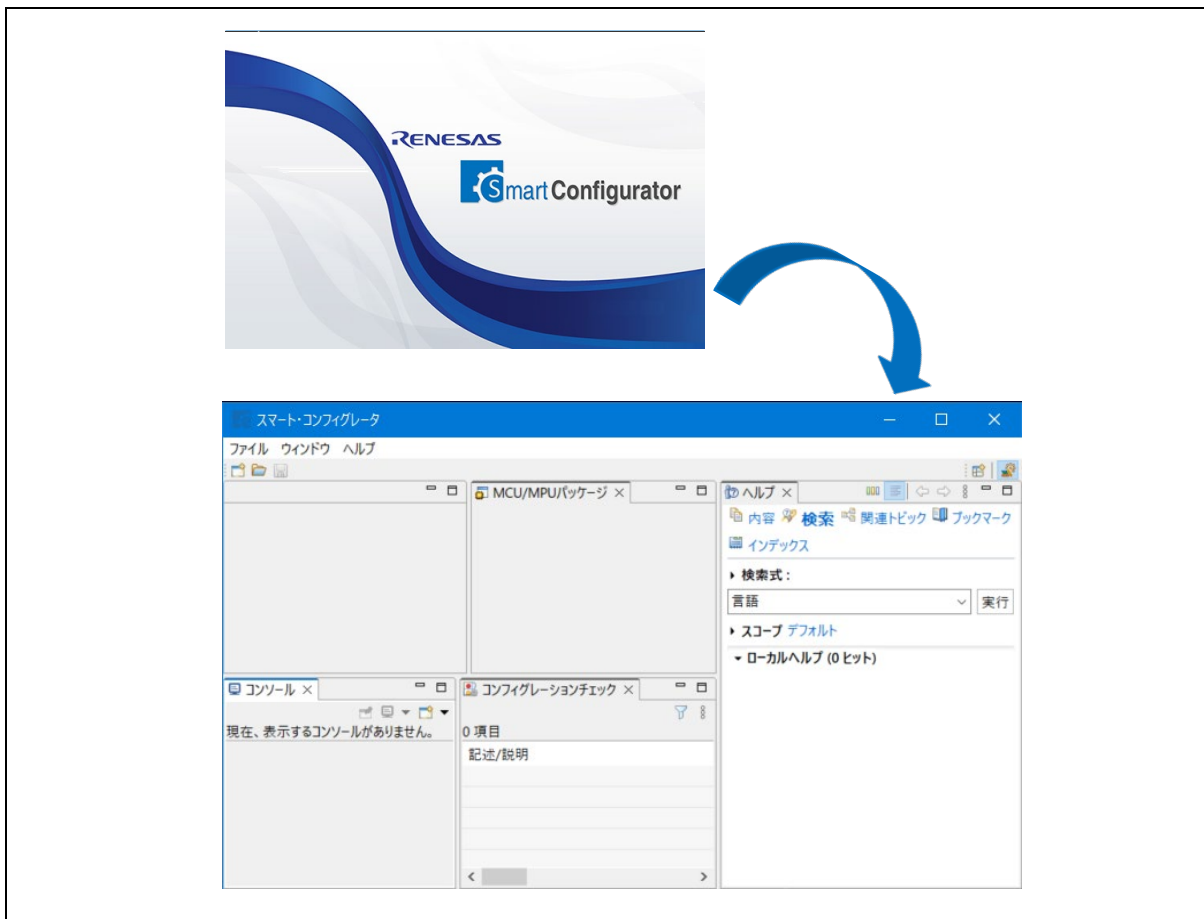 RENESAS
Smart Configurator
スマート・コンフィグレータ
ファイル ウィンドウ ヘルプ
MCU/MPUパッケージ
ヘルプ
内容 検索 関連トピック ブックマーク
インデックス
検索式 :
言語
実行
スコープ デフォルト
ローカルヘルプ (0 ヒット)
コンソール
現在、表示するコンソールがありません。
コンフィグレーションチェック
0 項目
記述/説明